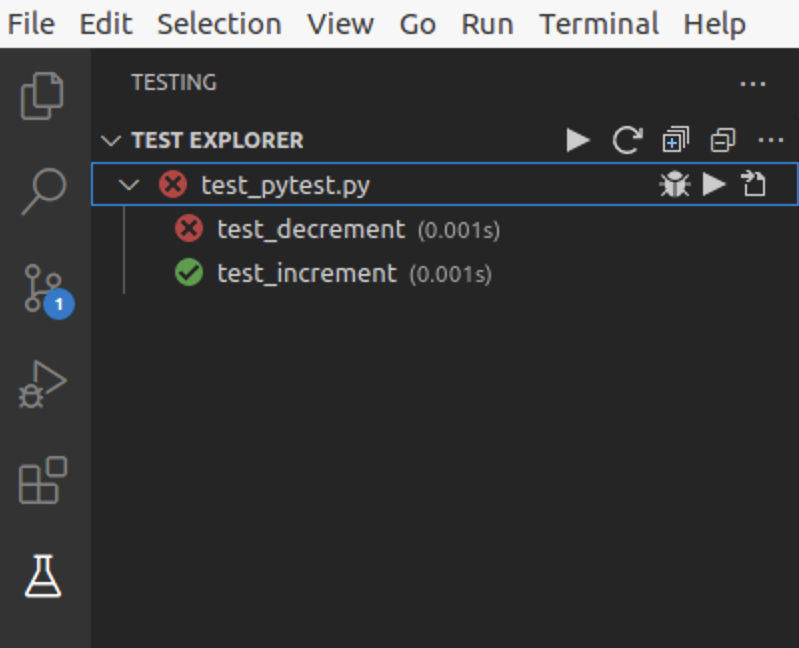 File Edit Selection View Go Run Terminal Help
TESTING
TEST EXPLORER
test_pytest.py
test_decrement (0.001s)
test_increment (0.001s)
1